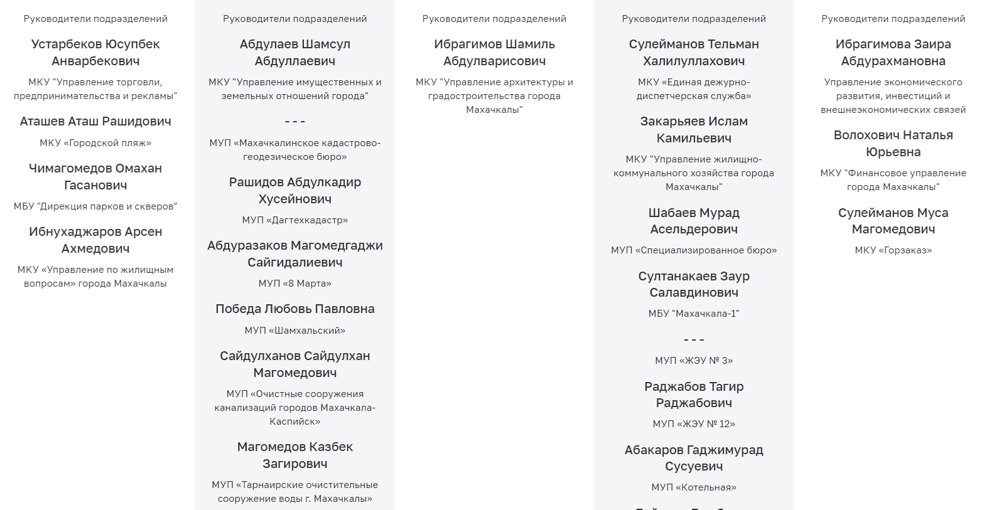 Руководители подразделений
Устарбеков Юсупбек
Анварбекович
МКУ "Управление торговли,
предпринимательства и рекламы"
Аташев Аташ Рашидович
МКУ «Городской пляж»
Чимагомедов Омахан
Гасанович
МБУ "Дирекция парков и скверов"
Ибнухаджаров Арсен
Ахмедович
МКУ «Управление по жилищным
вопросам» города Махачкалы
Руководители подразделений
Абдулаев Шамсул
Абдуллаевич
МКУ "Управление имущественных и
земельных отношений города"
---
МУП «Махачкалинское кадастрово-
геодезическое бюро»
Рашидов Абдулкадир
Хусейнович
МУП «Дагтехкадастр»
Абдуразаков Магомедгаджи
Сайгидалиевич
МУП «8 Марта»
Победа Любовь Павловна
МУП «Шамхальский»
Сайдулханов Сайдулхан
Магомедович
МУП «Очистные сооружения
канализаций городов Махачкала-
Каспийск»
Магомедов Казбек
Загирович
МУП «Тарнаирские очистительные
сооружение воды г. Махачкалы»
Руководители подразделений
Ибрагимов Шамиль
Абдулварисович
МКУ "Управление архитектуры и
градостроительства города
Махачкалы"
Руководители подразделений
Сулейманов Тельман
Халилуллахович
МКУ «Единая дежурно-
диспетчерская служба»
Закарьяев Ислам
Камильевич
МКУ "Управление жилищно-
коммунального хозяйства города
Махачкалы"
Шабаев Мурад
Асельдерович
МУП «Специализированное бюро»
Султанакаев Заур
Салавдинович
МБУ "Махачкала-1"
---
МУП «ЖЭУ № 3»
Раджабов Тагир
Раджабович
МУП «ЖЭУ № 12»
Абакаров Гаджимурад
Сусуевич
МУП «Котельная»
Руководители подразделений
Ибрагимова Заира
Абдурахмановна
Управление экономического
развития, инвестиций и
внешнеэкономических связей
Волохович Наталья
Юрьевна
МКУ "Финансовое управление
города Махачкалы"
Сулейманов Муса
Магомедович
МКУ «Горзаказ»